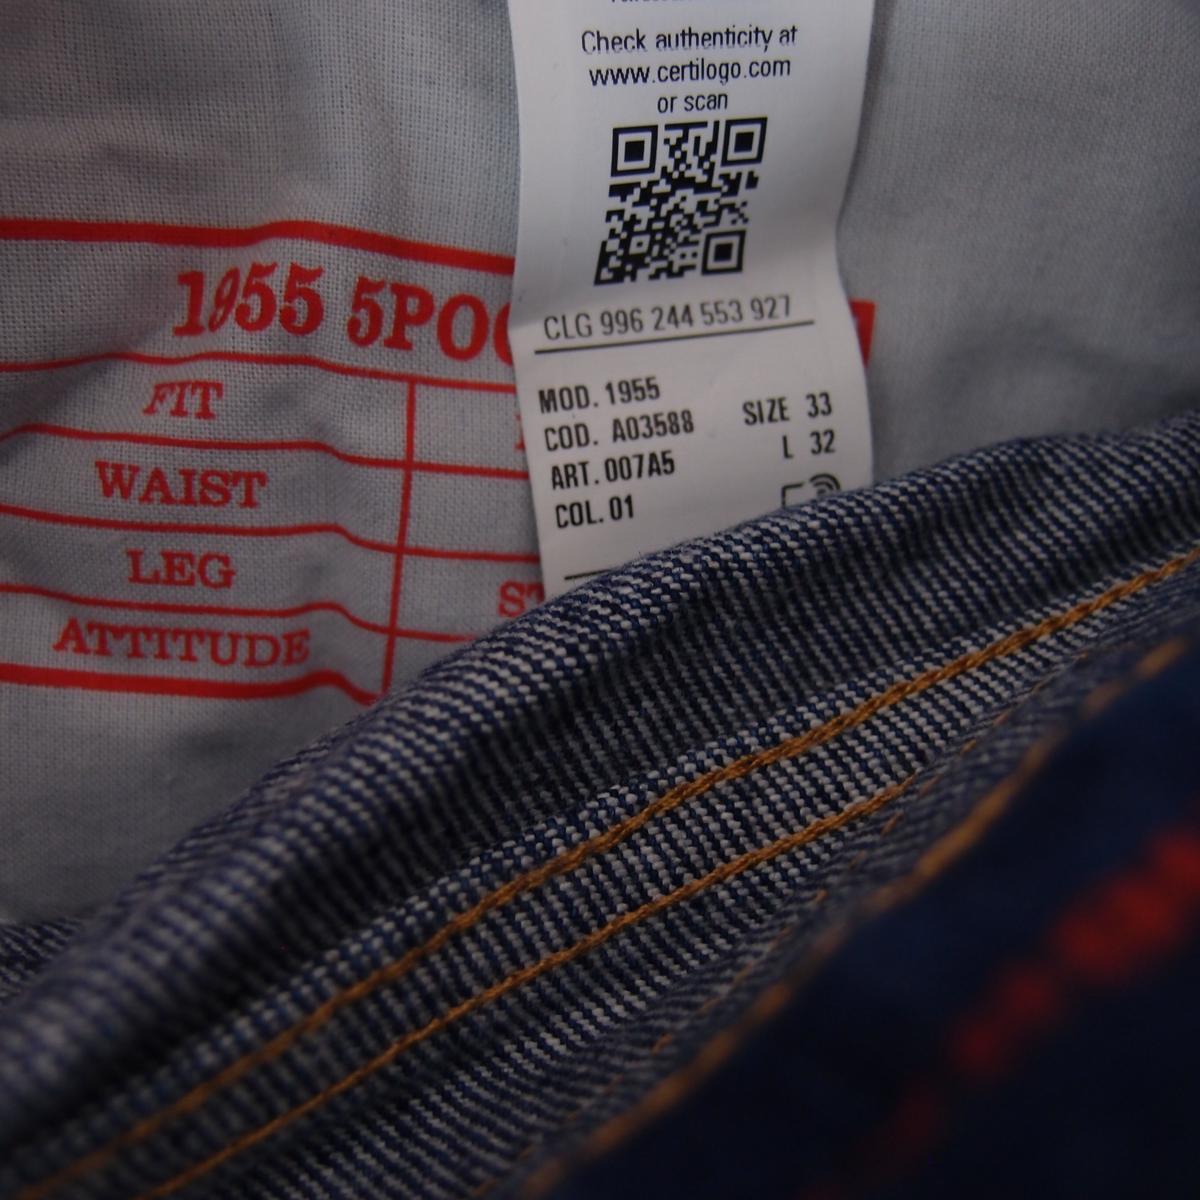 Check authenticity at
www.certilogo.com
or scan
CLG 996 244 553 927
MOD. 1955
COD. A03588
ART. 007A5
COL. 01
SIZE 33
L 32
1955 5POC
FIT
WAIST
LEG
ST
ATTITUDE